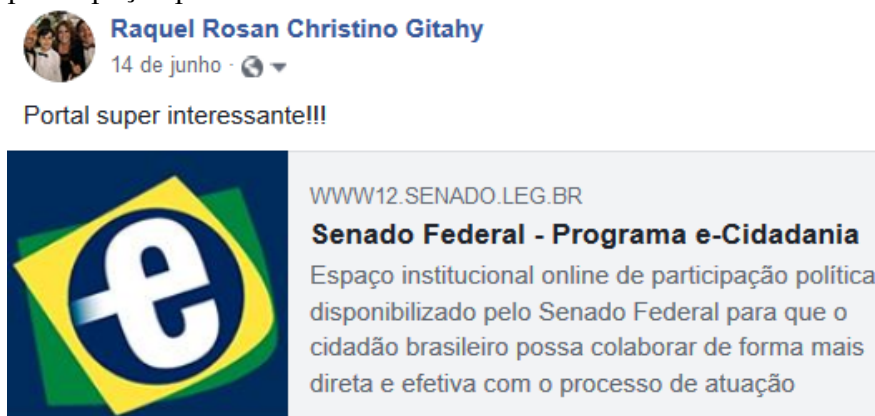 Raquel Rosan Christino Gitahy
14 de junho ·
Portal super interessante!!!
WWW12.SENADO.LEG.BR
Senado Federal - Programa e-Cidadania
Espaço institucional online de participação política
disponibilizado pelo Senado Federal para que o
cidadão brasileiro possa colaborar de forma mais
direta e efetiva com o processo de atuação
e